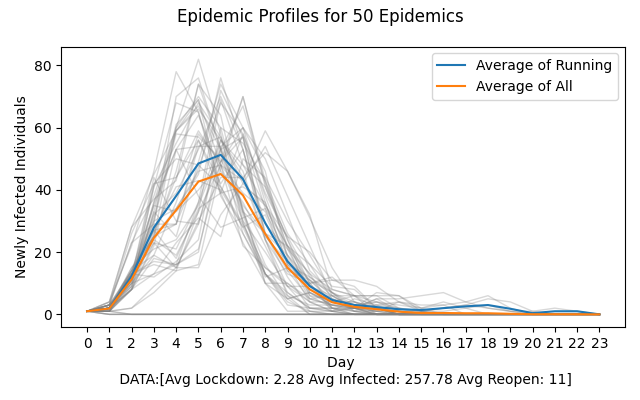 Epidemic Profiles for 50 Epidemics
80
60
40
20
0
Newly Infected Individuals
Average of Running
Average of All
0 1 2 3 4 5 6 7 8 9 10 11 12 13 14 15 16 17 18 19 20 21 22 23
Day
DATA:[Avg Lockdown: 2.28 Avg Infected: 257.78 Avg Reopen: 11]